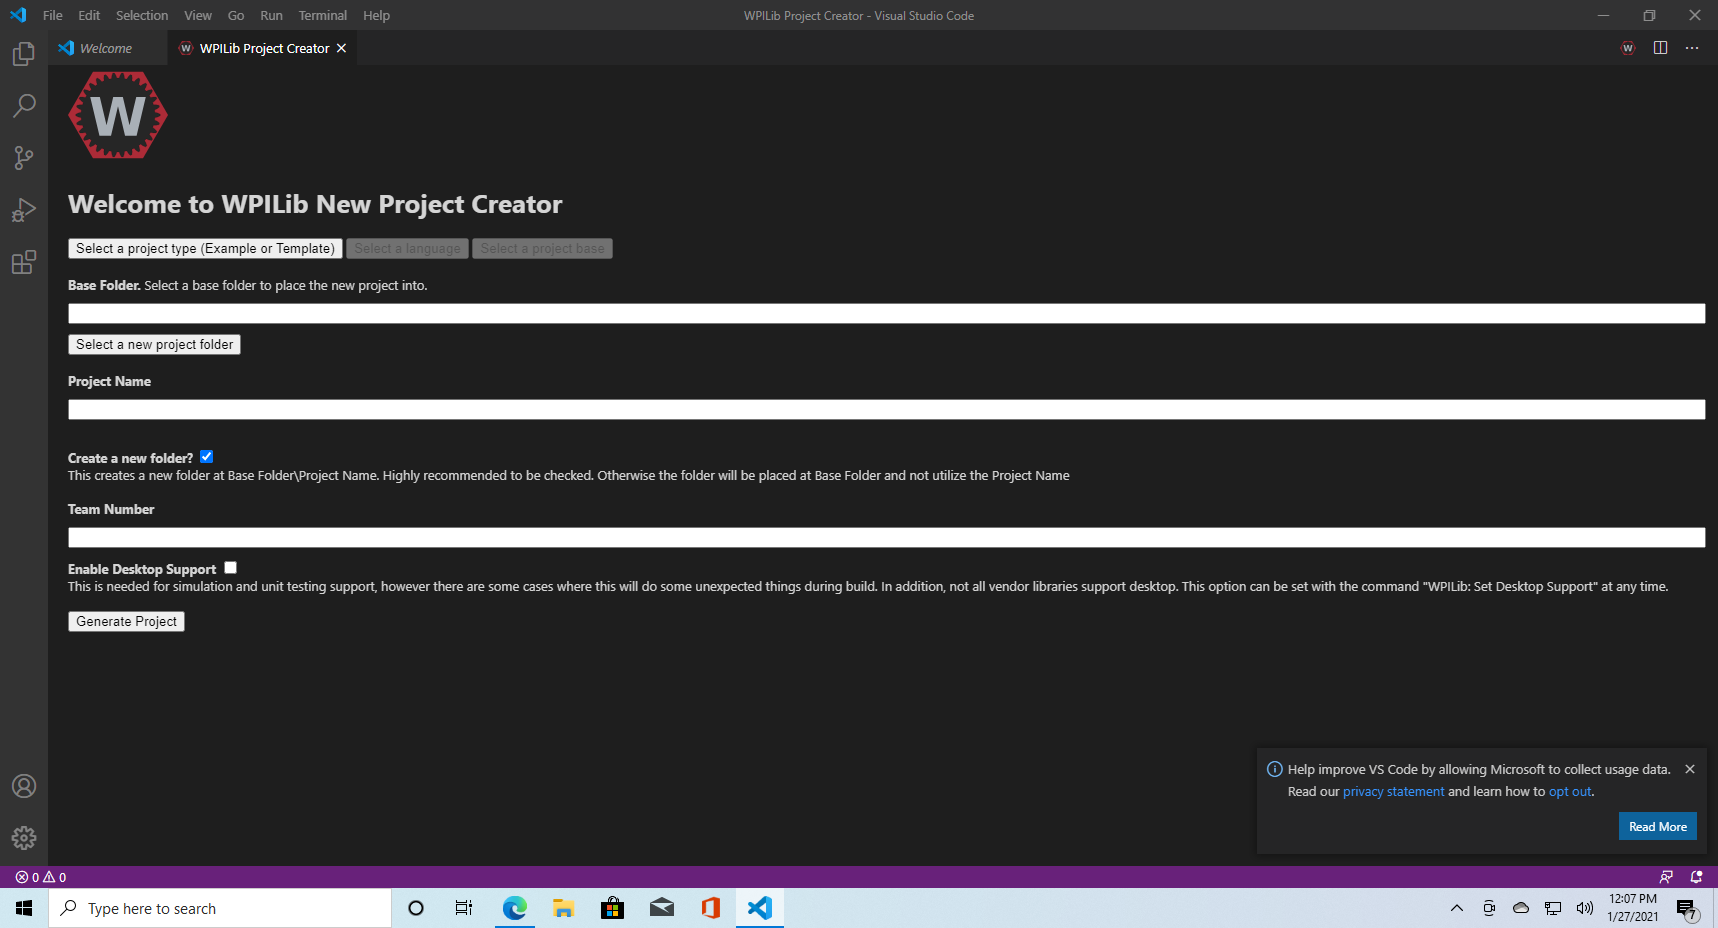 File Edit Selection View Go Run Terminal Help
WPILib Project Creator - Visual Studio Code
Welcome
W WPILib Project Creator
W
W
Welcome to WPILib New Project Creator
Select a project type (Example or Template) Select a language Select a project base
Base Folder. Select a base folder to place the new project into.
Select a new project folder
Project Name
Create a new folder?
This creates a new folder at Base Folder\Project Name. Highly recommended to be checked. Otherwise the folder will be placed at Base Folder and not utilize the Project Name
Team Number
Enable Desktop Support
This is needed for simulation and unit testing support, however there are some cases where this will do some unexpected things during build. In addition, not all vendor libraries support desktop. This option can be set with the command "WPILib: Set Desktop Support" at any time.
Generate Project
Help improve VS Code by allowing Microsoft to collect usage data.
Read our privacy statement and learn how to opt out.
Read More
0 0
Type here to search
12:07 PM
1/27/2021
7